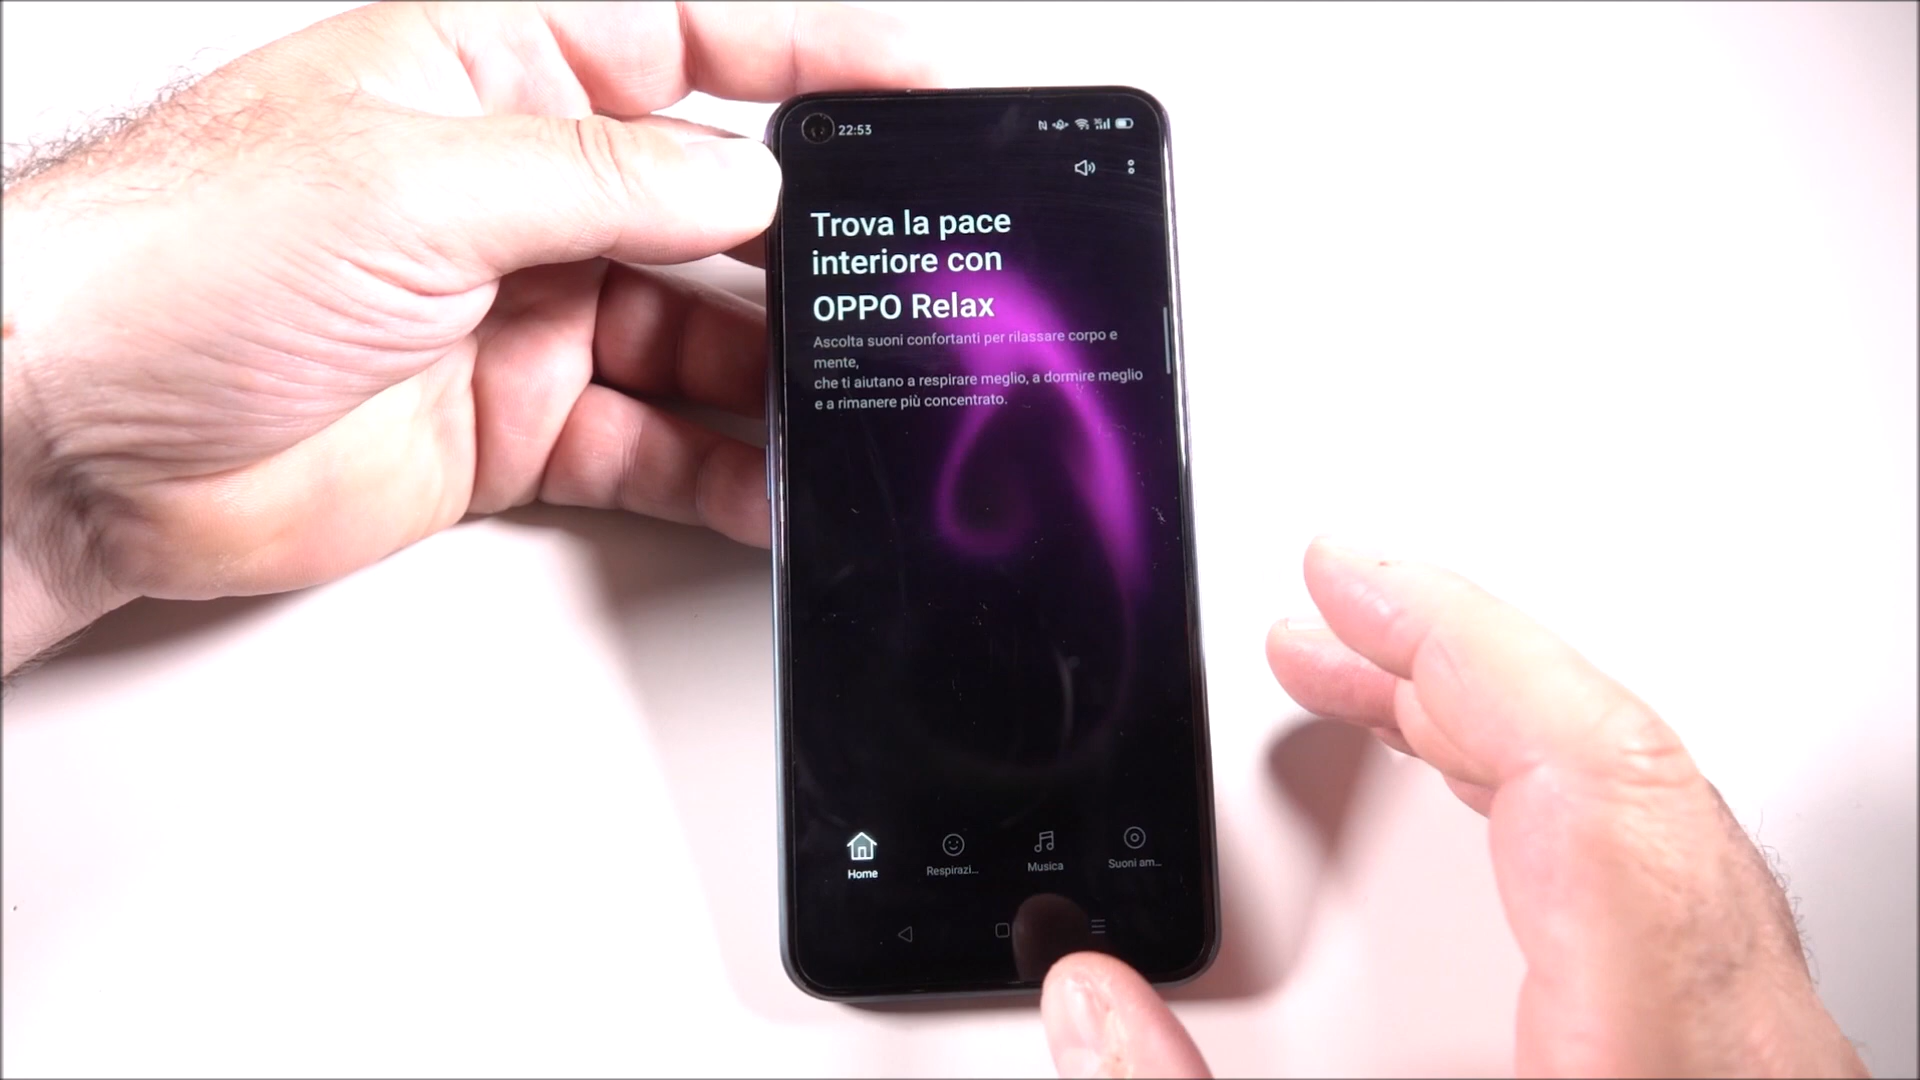 22:53
Trova la pace
interiore con
OPPO Relax
Ascolta suoni confortanti per rilassare corpo e
mente,
che ti aiutano a respirare meglio, a dormire meglio
e a rimanere più concentrato.
Home Respirazi... Musica Suoni am...